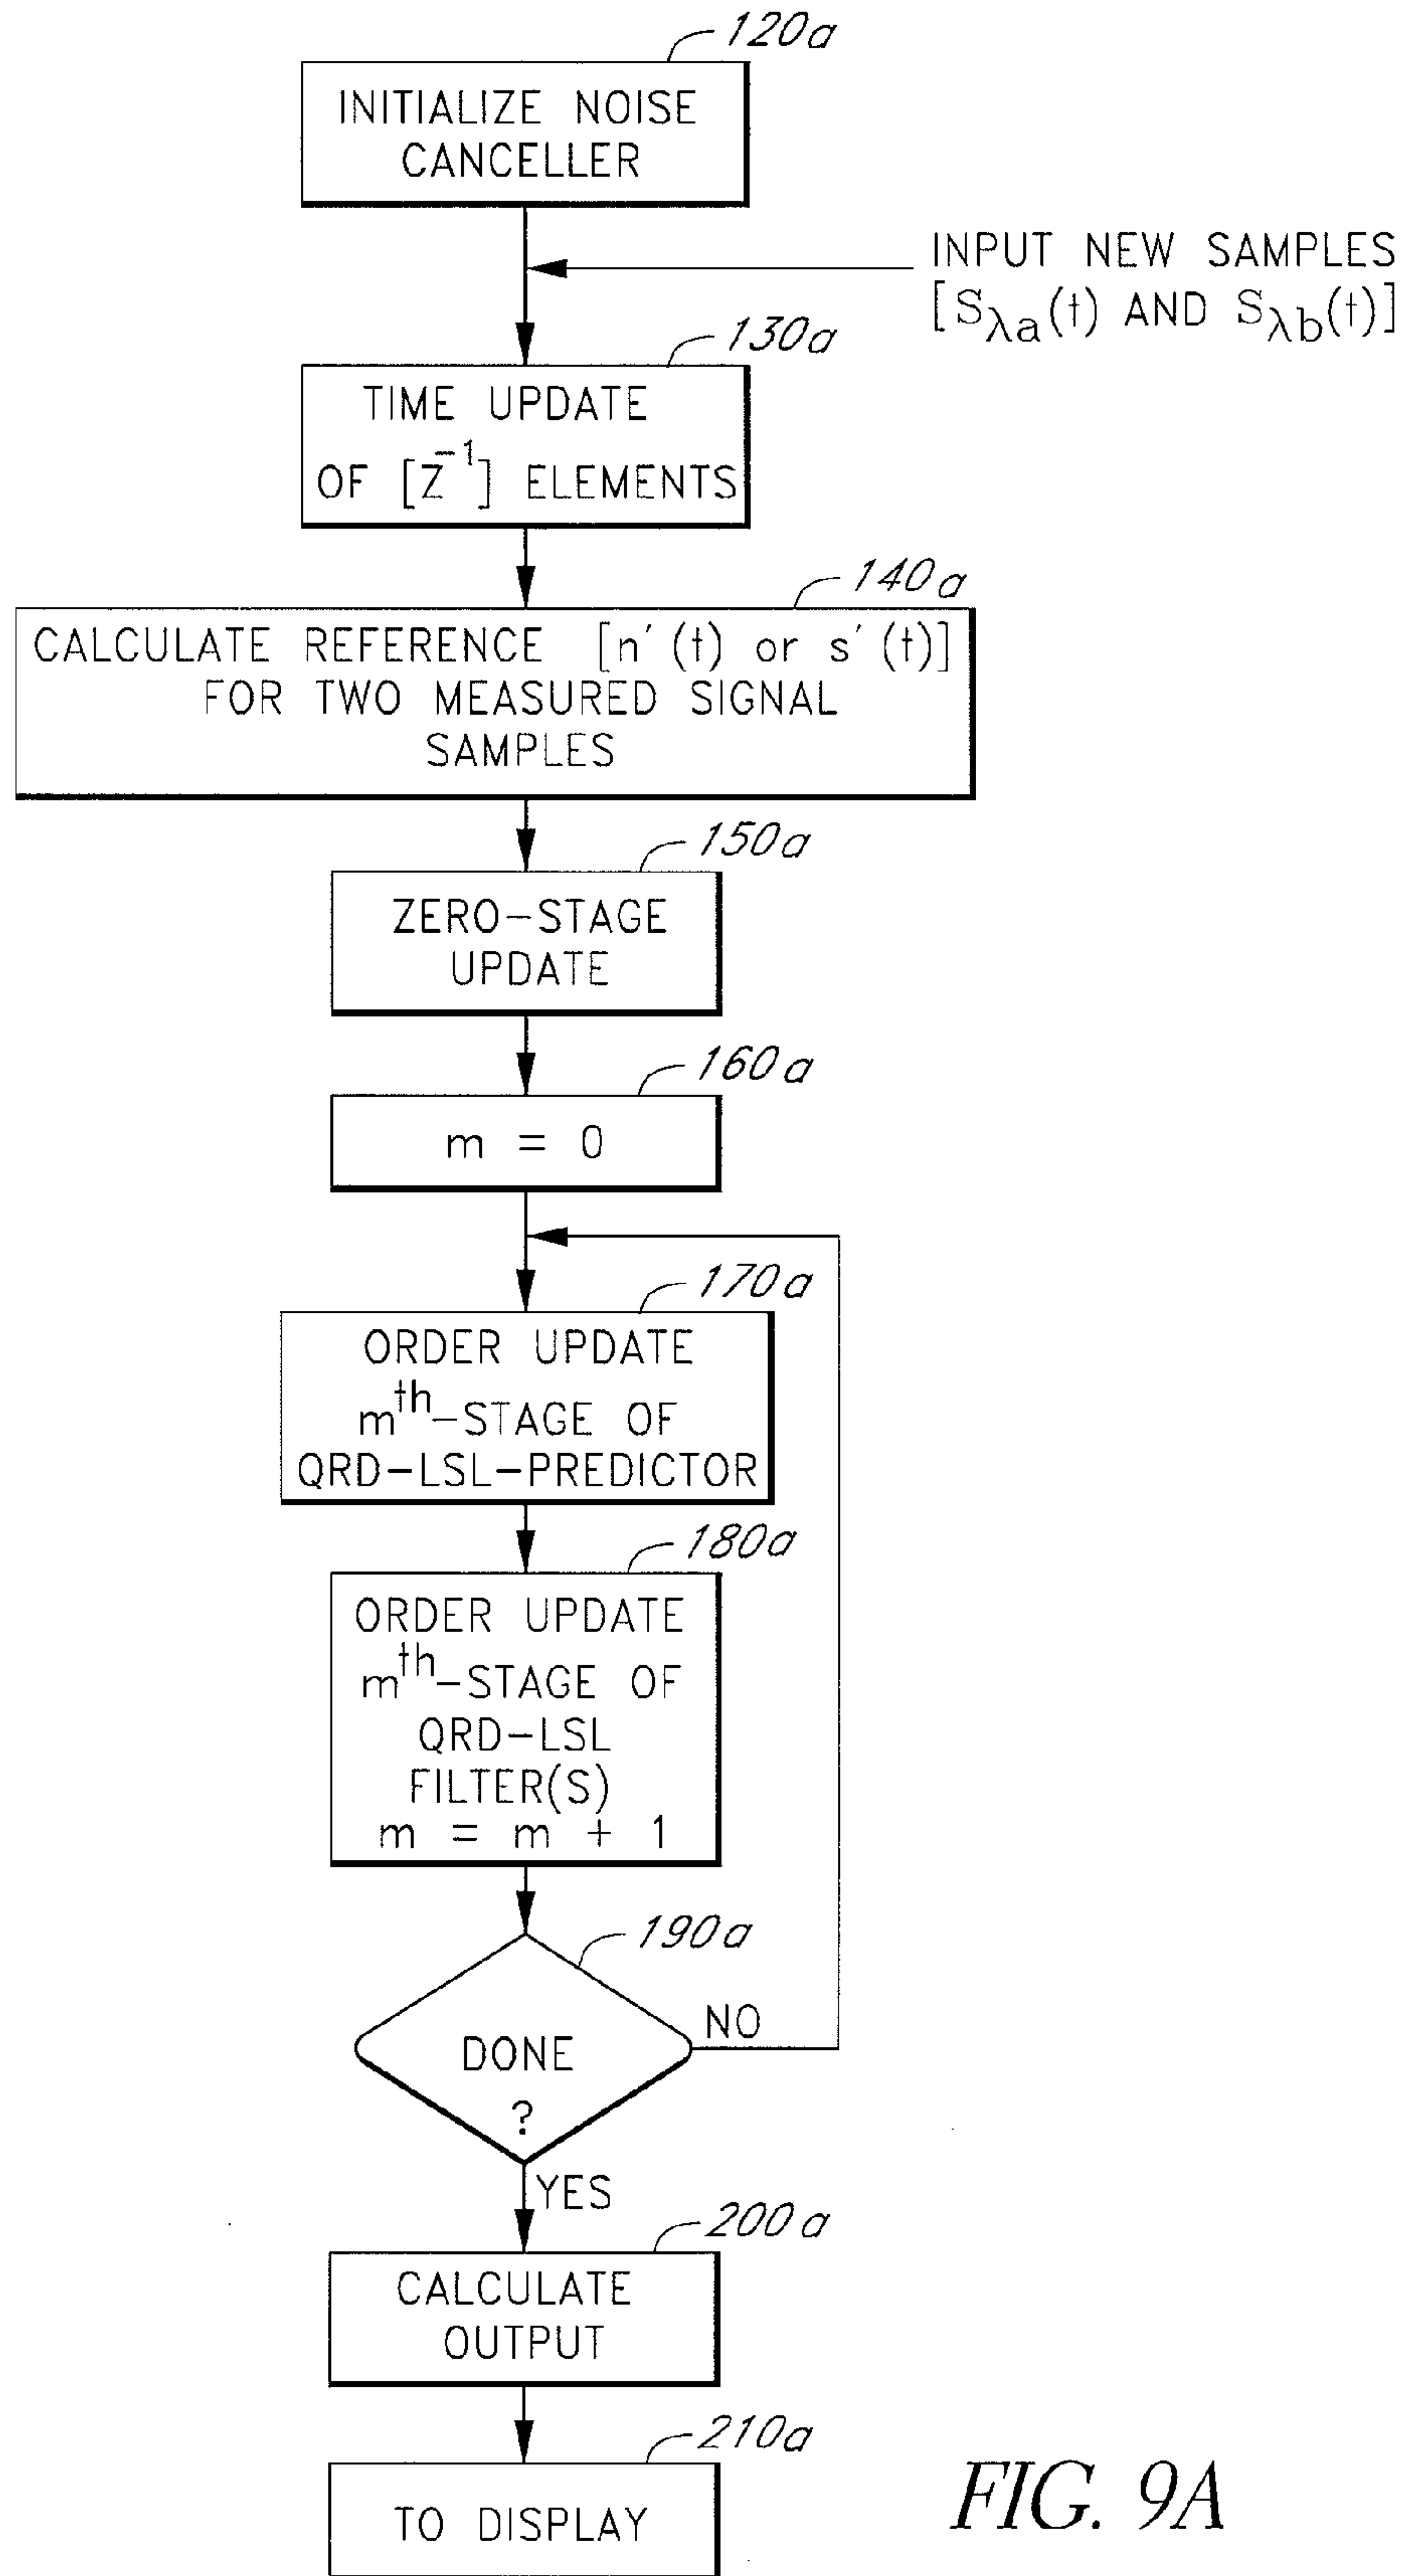 120a
INITIALIZE NOISE
CANCELLER
INPUT NEW SAMPLES
[Sλa(t) AND Sλb(t)]
130a
TIME UPDATE
OF [Z⁻¹] ELEMENTS
140a
CALCULATE REFERENCE [n'(t) or s'(t)]
FOR TWO MEASURED SIGNAL
SAMPLES
150a
ZERO-STAGE
UPDATE
160a
m = 0
170a
ORDER UPDATE
mth-STAGE OF
QRD-LSL-PREDICTOR
180a
ORDER UPDATE
mth-STAGE OF
QRD-LSL
FILTER(S)
m = m + 1
190a
NO
DONE
?
YES
200a
CALCULATE
OUTPUT
210a
TO DISPLAY
FIG. 9A